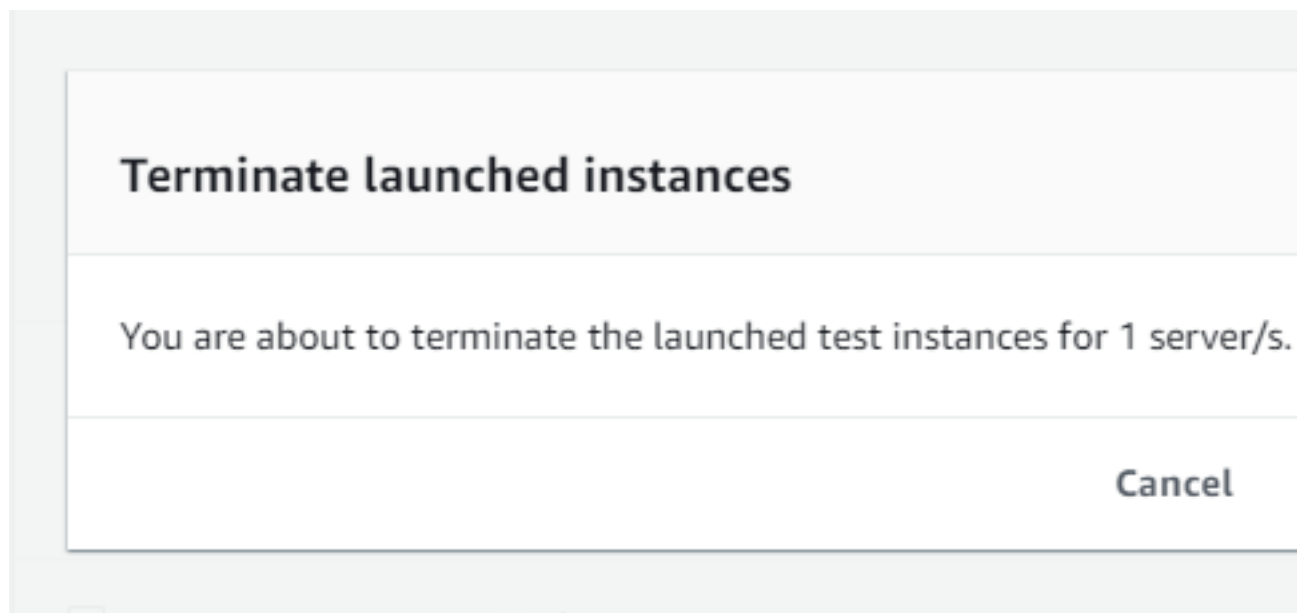 Terminate launched instances
You are about to terminate the launched test instances for 1 server/s.
Cancel